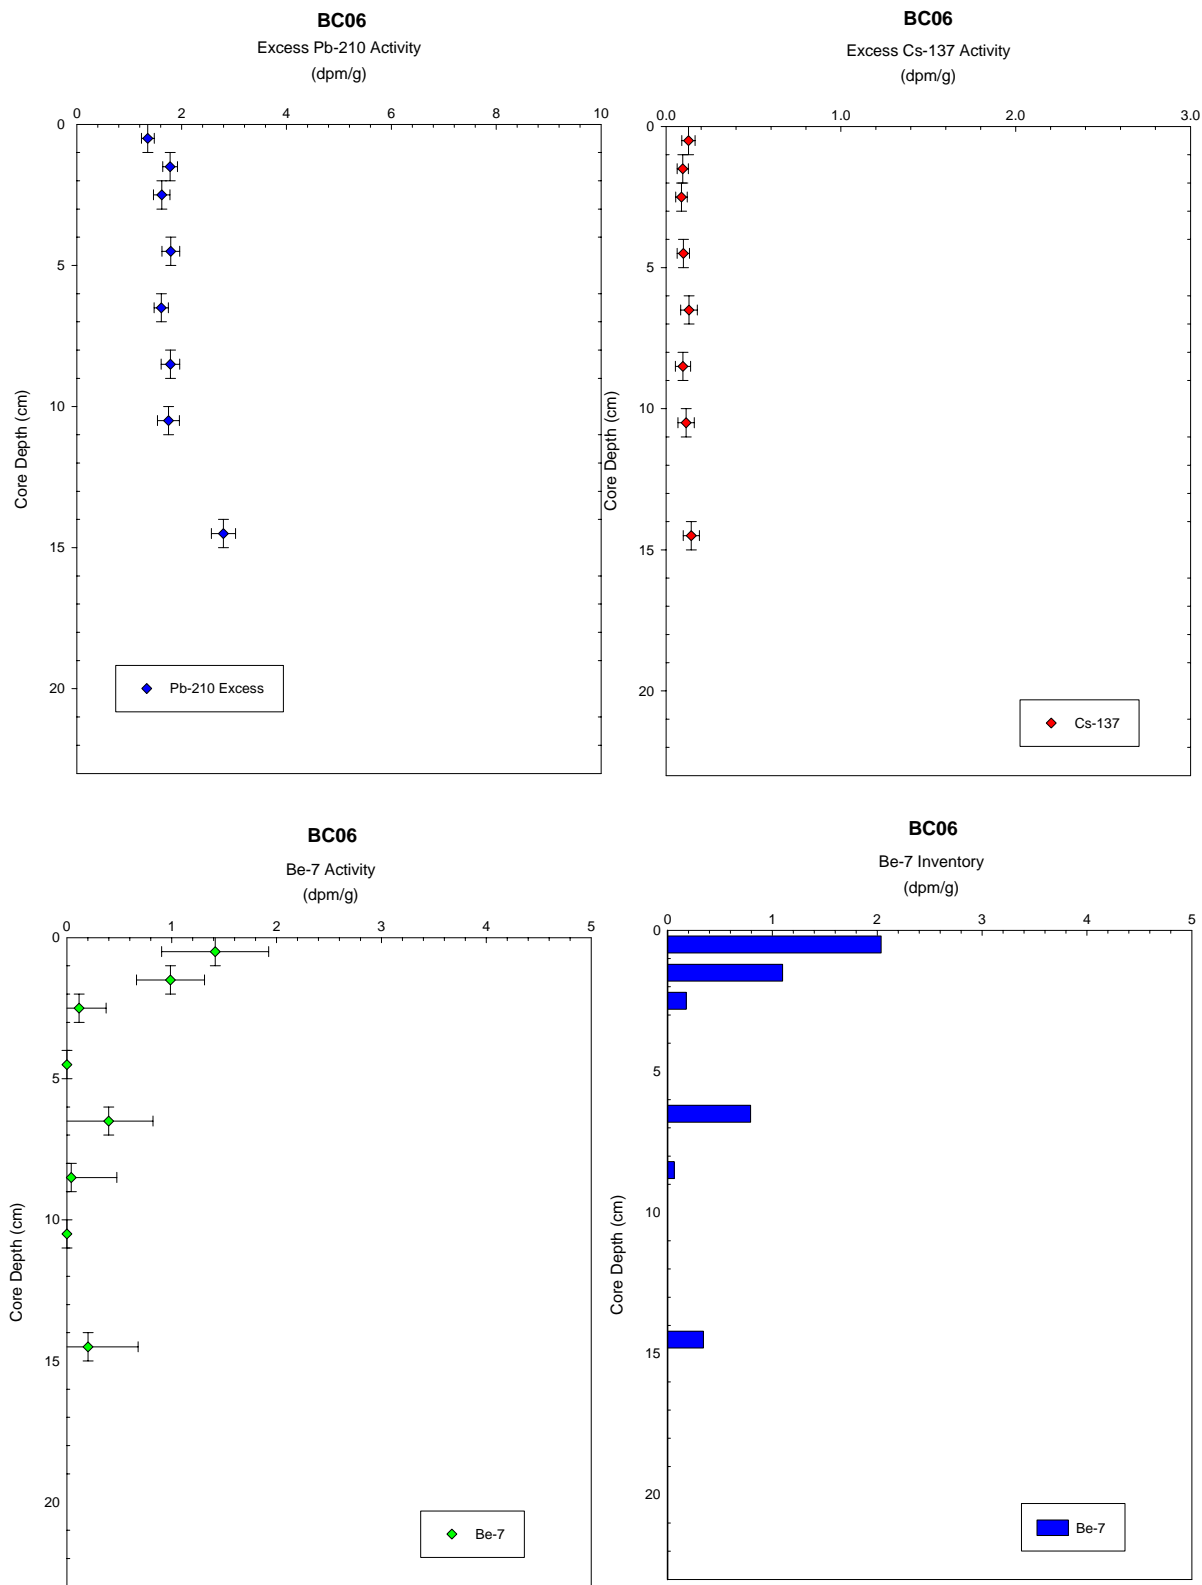 BC06
Excess Pb-210 Activity
(dpm/g)
0 2 4 6 8 10
0
5
10
15
20
Core Depth (cm)
Pb-210 Excess
BC06
Excess Cs-137 Activity
(dpm/g)
0.0 1.0 2.0 3.0
0
5
10
15
20
Core Depth (cm)
Cs-137
BC06
Be-7 Activity
(dpm/g)
0 1 2 3 4 5
0
5
10
15
20
Core Depth (cm)
Be-7
BC06
Be-7 Inventory
(dpm/g)
0 1 2 3 4 5
0
5
10
15
20
Core Depth (cm)
Be-7